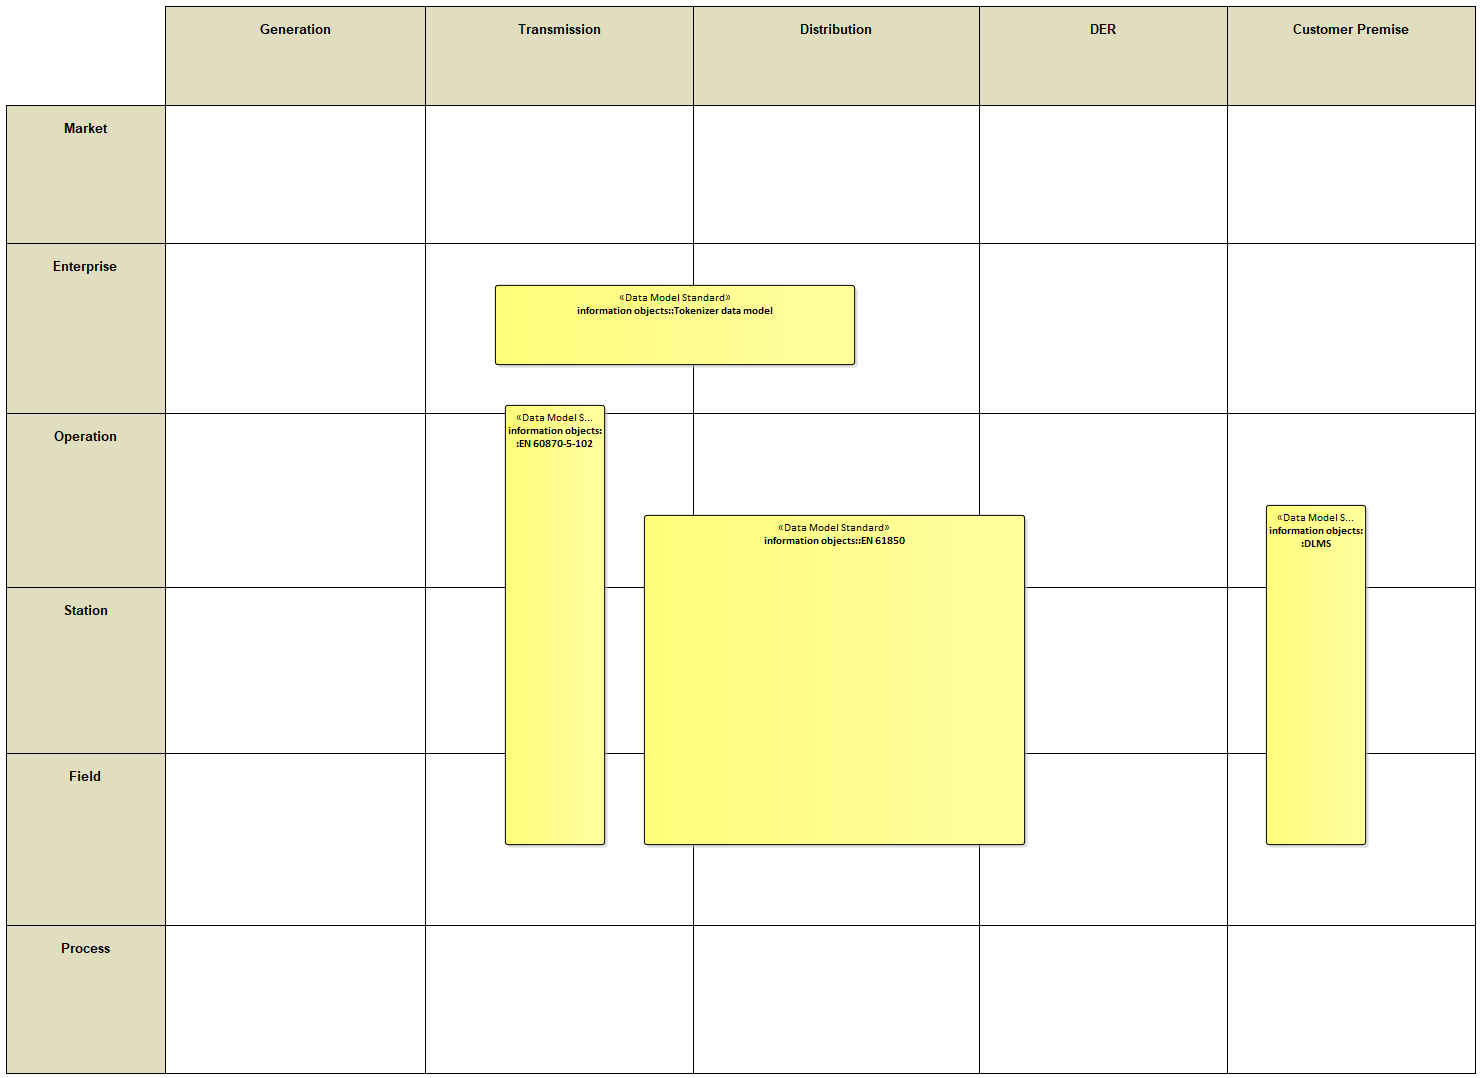 Generation
Transmission
Distribution
DER
Customer Premise
Market
Enterprise
«Data Model Standard»
information objects::Tokenizer data model
Operation
«Data Model S...
information objects:
:EN 60870-5-102
«Data Model Standard»
information objects::EN 61850
«Data Model S...
information objects:
:DLMS
Station
Field
Process